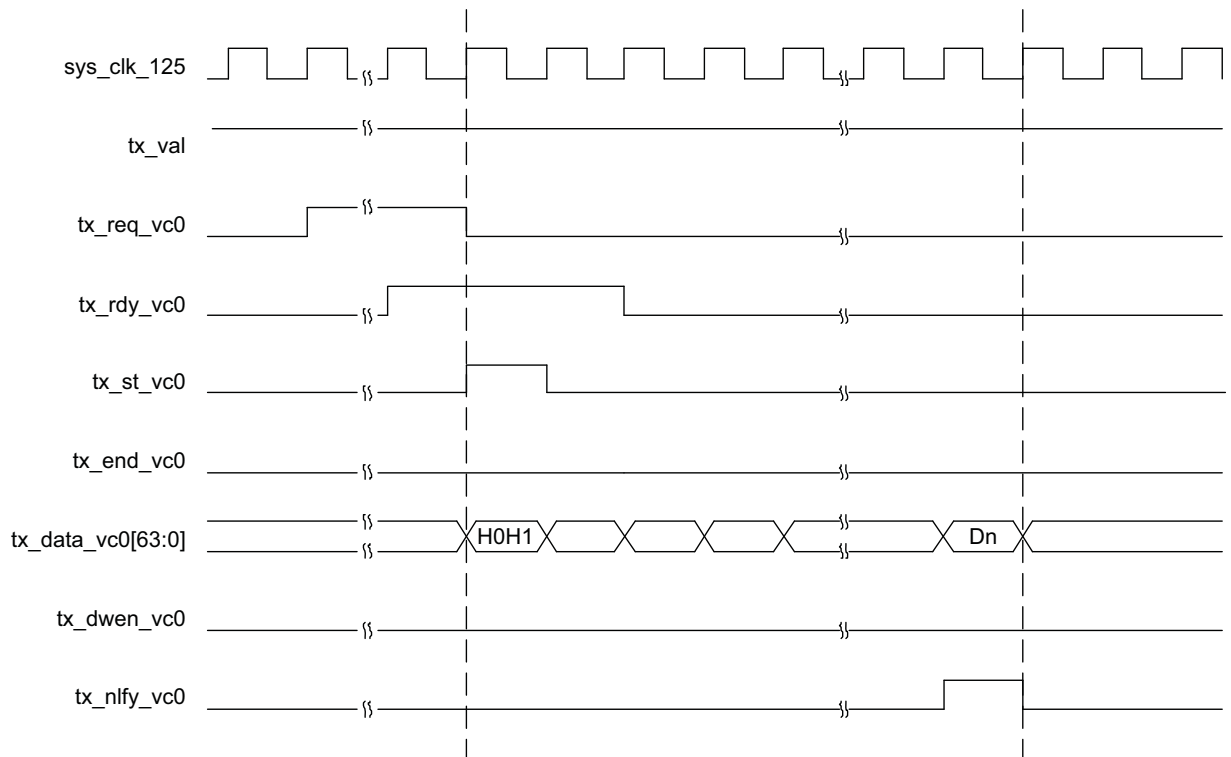 sys_clk_125
tx_val
tx_req_vc0
tx_rdy_vc0
tx_st_vc0
tx_end_vc0
tx_data_vc0[63:0]
H0H1
Dn
tx_dwen_vc0
tx_nlfy_vc0